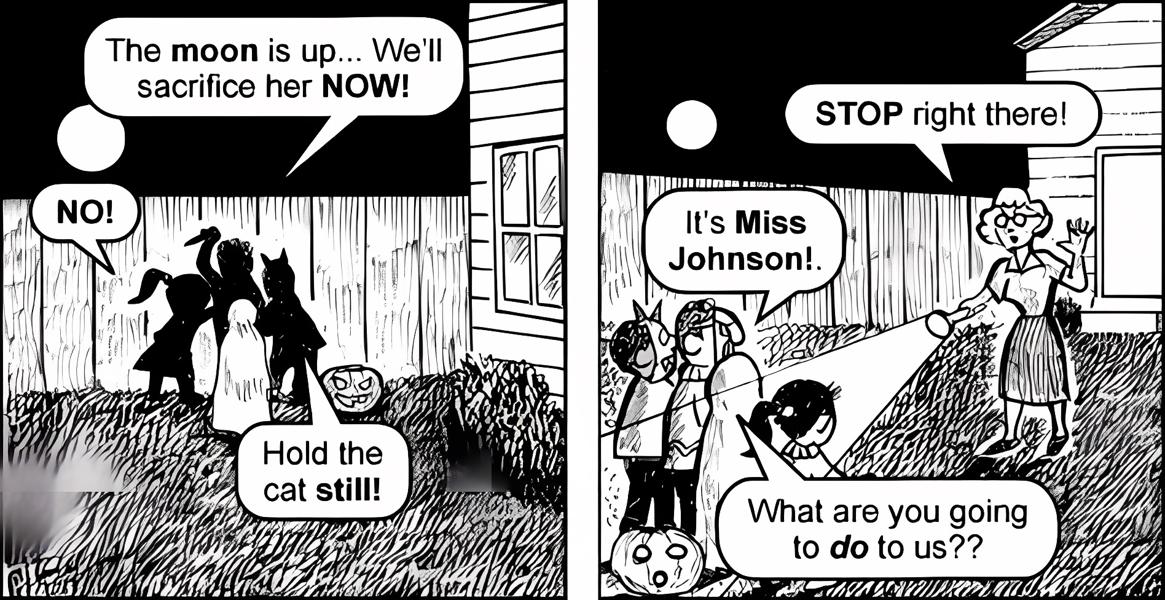 The moon is up... We'll
sacrifice her NOW!
NO!
Hold the
cat still!
STOP right there!
It's Miss
Johnson!.
What are you going
to do to us??